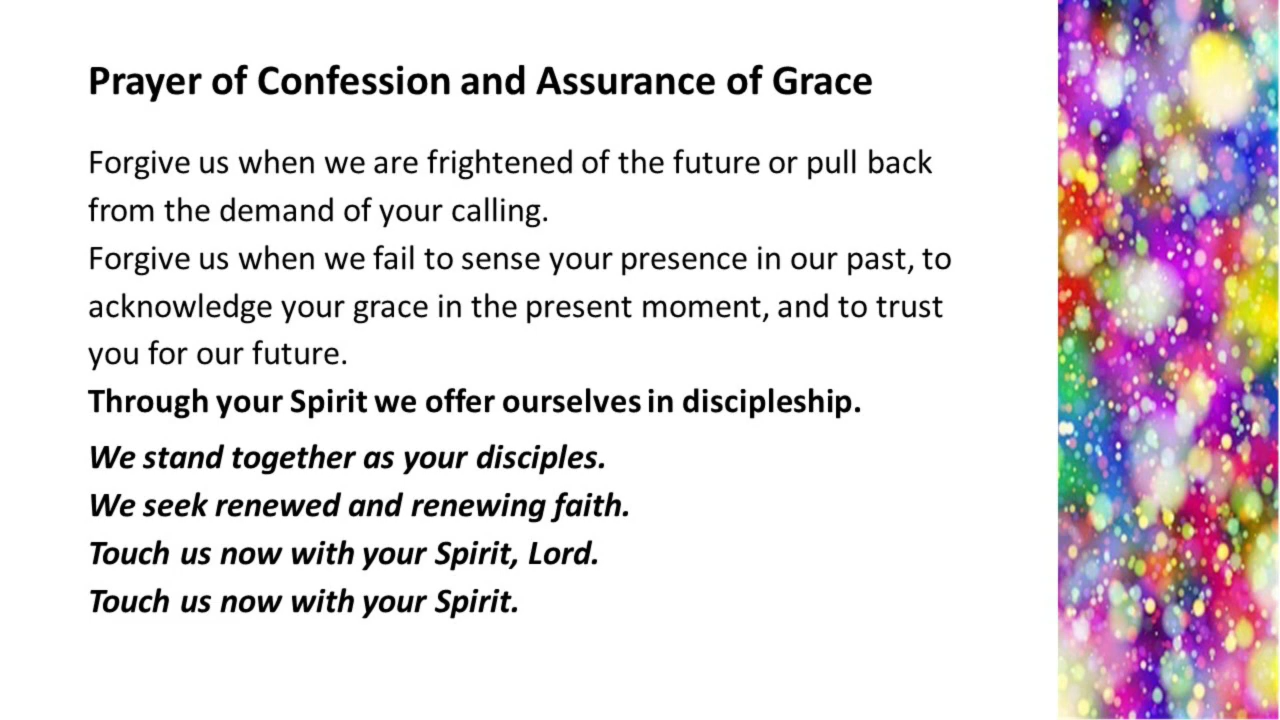 Prayer of Confession and Assurance of Grace
Forgive us when we are frightened of the future or pull back
from the demand of your calling.
Forgive us when we fail to sense your presence in our past, to
acknowledge your grace in the present moment, and to trust
you for our future.
Through your Spirit we offer ourselves in discipleship.
We stand together as your disciples.
We seek renewed and renewing faith.
Touch us now with your Spirit, Lord.
Touch us now with your Spirit.